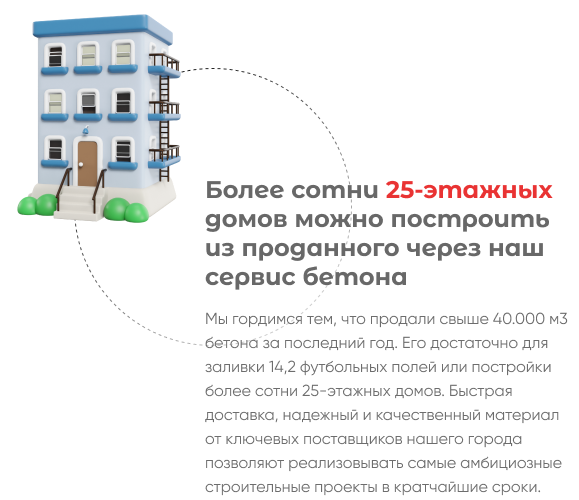 Более сотни 25-этажных
домов можно построить
из проданного через наш
сервис бетона
Мы гордимся тем, что продали свыше 40.000 м3
бетона за последний год. Его достаточно для
заливки 14,2 футбольных полей или постройки
более сотни 25-этажных домов. Быстрая
доставка, надежный и качественный материал
от ключевых поставщиков нашего города
позволяют реализовывать самые амбициозные
строительные проекты в кратчайшие сроки.